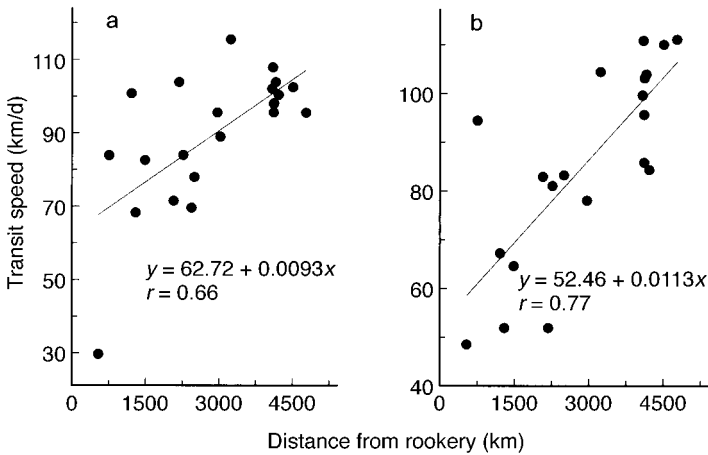 a
b
Transit speed (km/d)
110
90
70
50
30
100
80
60
40
y = 62.72 + 0.0093x
r = 0.66
y = 52.46 + 0.0113x
r = 0.77
0 1500 3000 4500
0 1500 3000 4500
Distance from rookery (km)